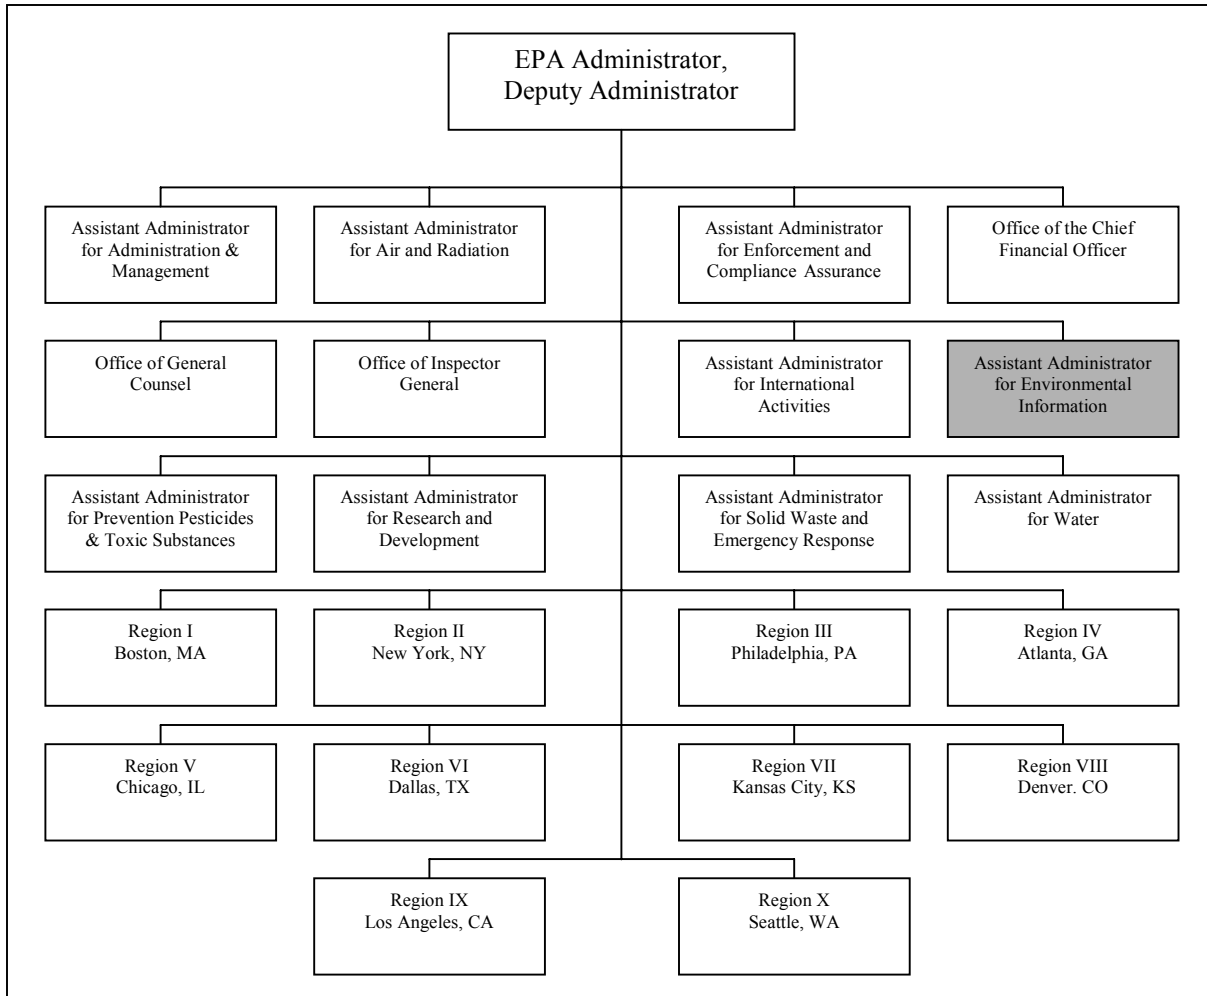 EPA Administrator,
Deputy Administrator
Assistant Administrator
for Administration &
Management
Assistant Administrator
for Air and Radiation
Assistant Administrator
for Enforcement and
Compliance Assurance
Office of the Chief
Financial Officer
Office of General
Counsel
Office of Inspector
General
Assistant Administrator
for International
Activities
Assistant Administrator
for Environmental
Information
Assistant Administrator
for Prevention Pesticides
& Toxic Substances
Assistant Administrator
for Research and
Development
Assistant Administrator
for Solid Waste and
Emergency Response
Assistant Administrator
for Water
Region I
Boston, MA
Region II
New York, NY
Region III
Philadelphia, PA
Region IV
Atlanta, GA
Region V
Chicago, IL
Region VI
Dallas, TX
Region VII
Kansas City, KS
Region VIII
Denver. CO
Region IX
Los Angeles, CA
Region X
Seattle, WA